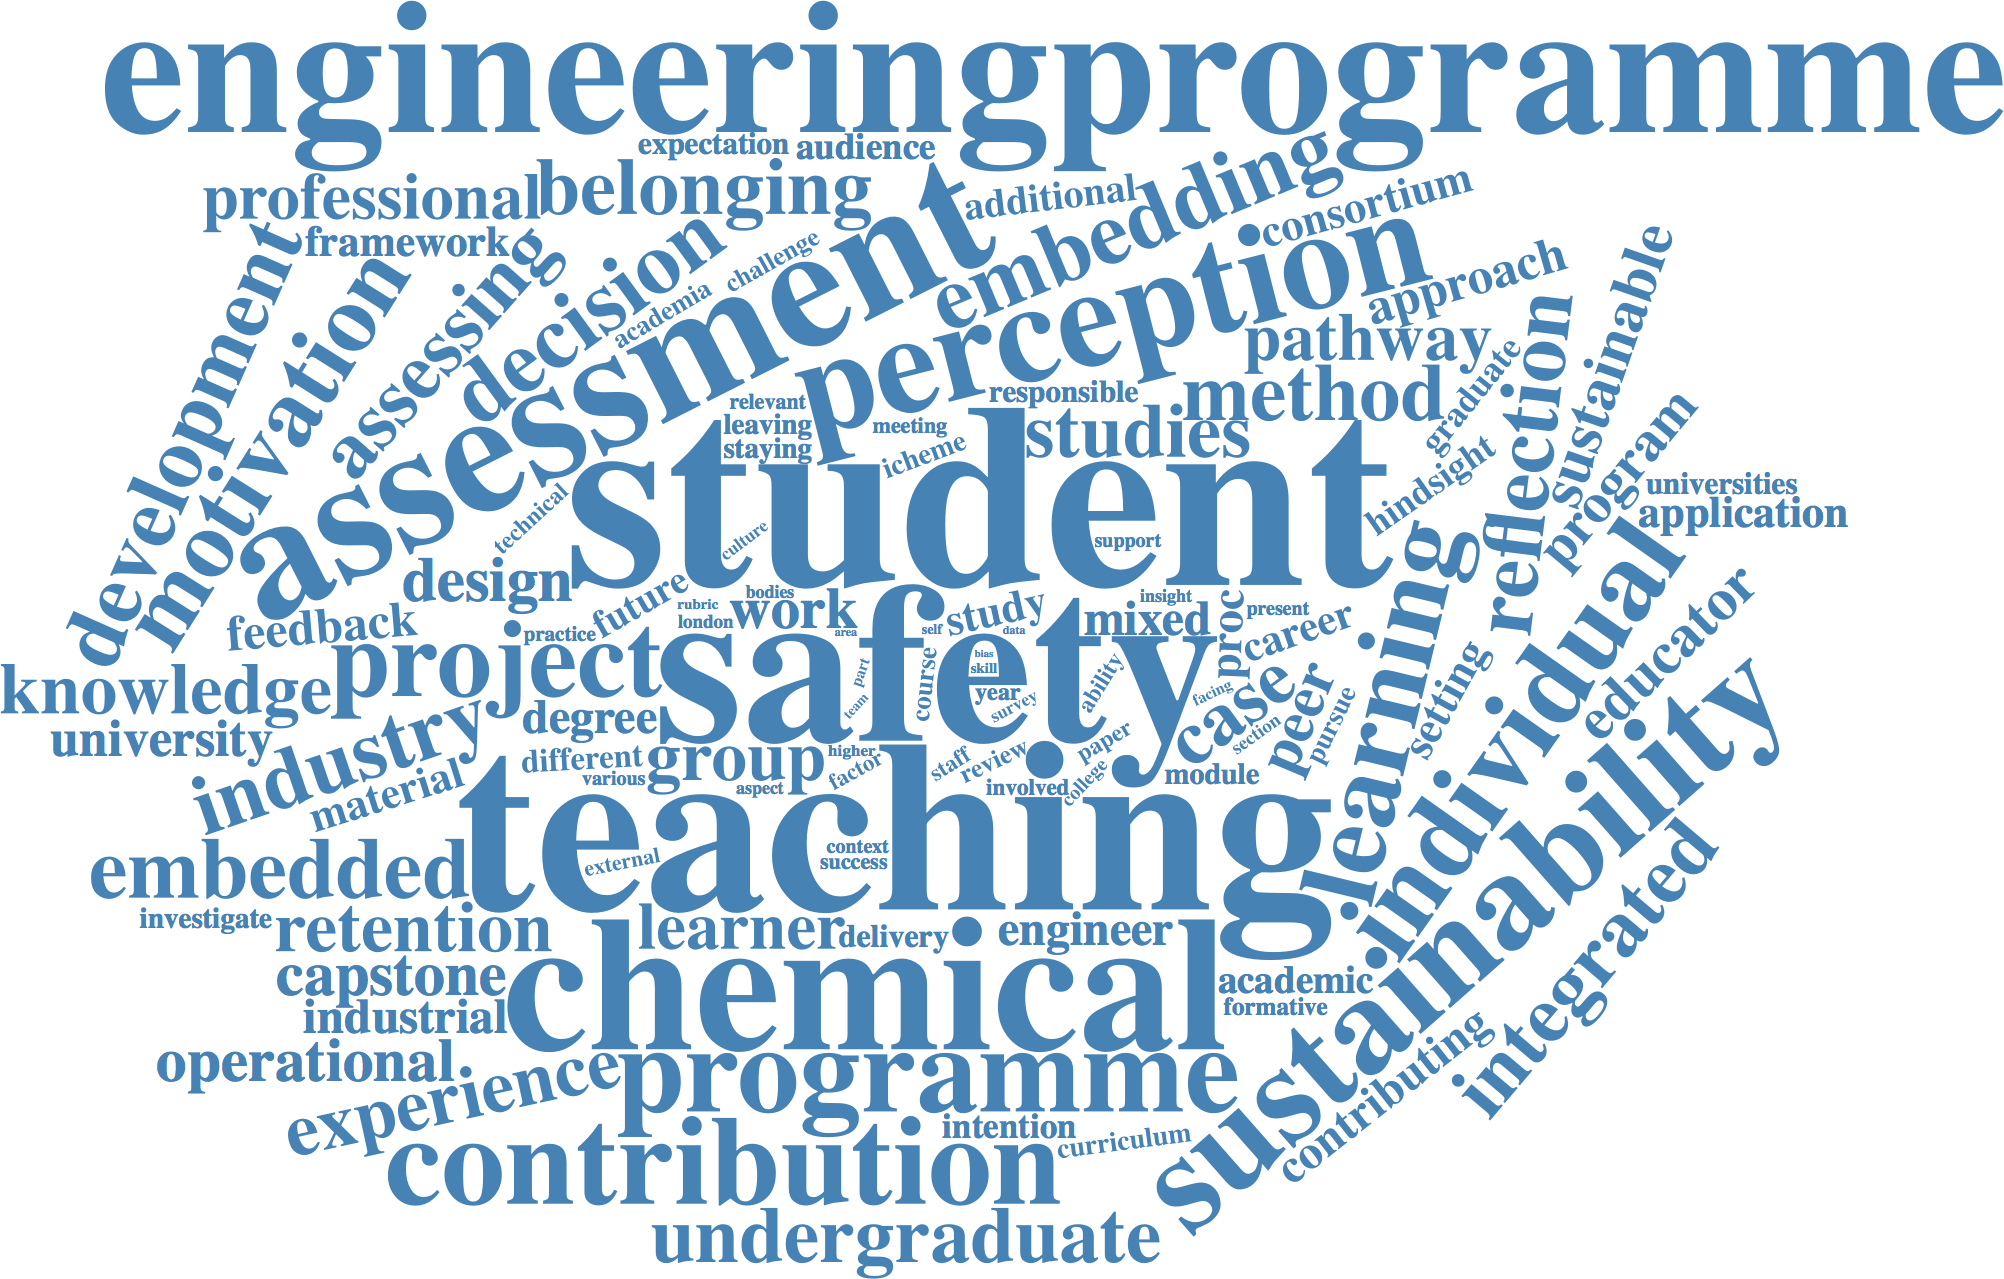 engineeringprogramme
expectation
audience
professional
belonging
additional
embedding
consortium
framework
assessment
perception
approach
development
motivation
assessing
decision
challenge
academia
pathway
sustainable
reflection
graduate
relevant
responsible
method
leaving
meeting
studies
staying
icheme
hindsight
program
universities
application
technical
student
culture
support
design
future
bodies
rubric
work
study
insight
mixed
proc
present
career
learning
individual
educator
feedback
practice
london
area
self
data
knowledge
project
safety
bias
skill
part
course
ability
year
survey
team
facing
case
peer
pursue
setting
university
industry
degree
section
sustainability
material
different
group
higher
factor
staff
review
paper
various
aspect
involved
college
module
embedded
teaching
external
context
success
integrated
investigate
retention
learner
delivery
engineer
capstone
chemical
academic
industrial
formative
operational
experience
programme
contributing
contribution
intention
curriculum
undergraduate